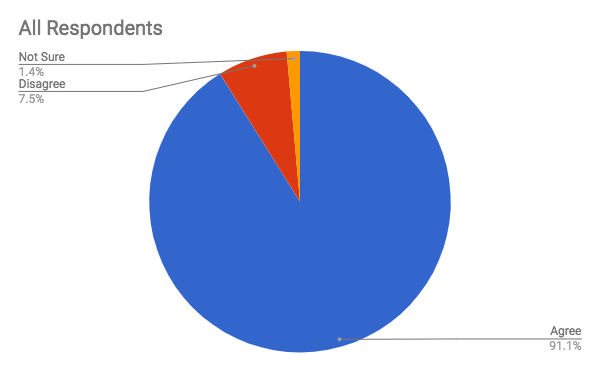 All Respondents
Not Sure
1.4%
Disagree
7.5%
Agree
91.1%